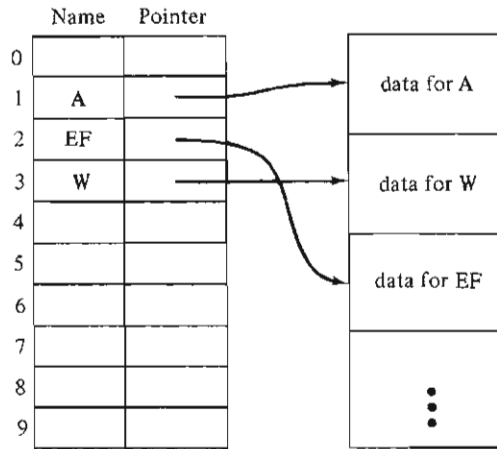 Name Pointer
0
1 A
2 EF
3 W
4
5
6
7
8
9
data for A
data for W
data for EF